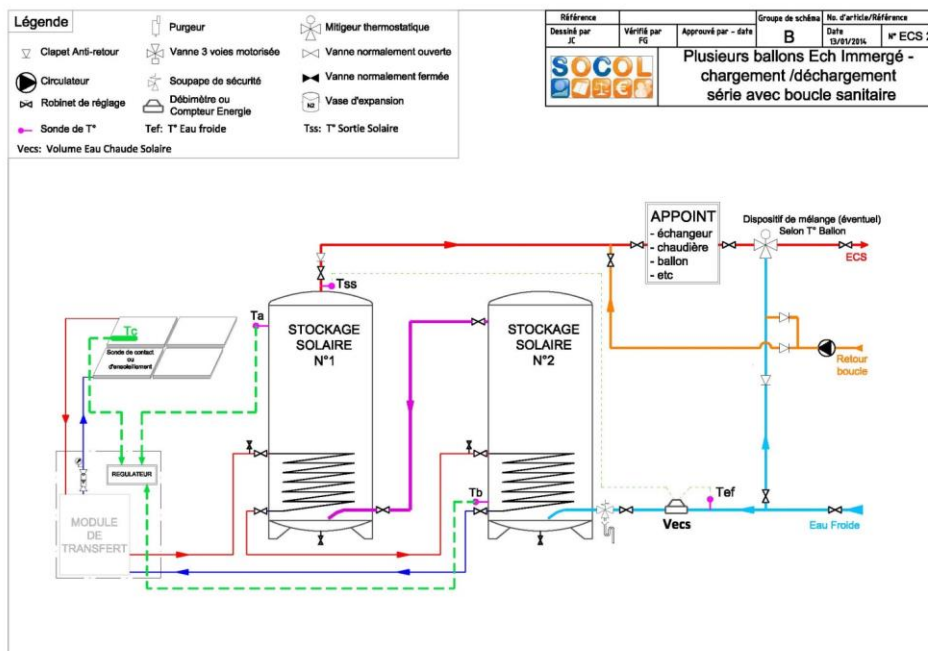 Légende
Clapet Anti-retour
Circulateur
Robinet de réglage
Sonde de T°
Vecs: Volume Eau Chaude Solaire
Purgeur
Vanne 3 voies motorisée
Soupape de sécurité
Débimètre ou
Compteur Energie
Tef: T° Eau froide
Mitigeur thermostatique
Vanne normalement ouverte
Vanne normalement fermée
N2
Vase d'expansion
Tss: T° Sortie Solaire
Référence
Groupe de schéma
No. d'article/Référence
Dessiné par
JC
Vérifié par
FG
Approuvé par - date
B
Date
13/01/2014
N° ECS 2
SOCOL
Plusieurs ballons Ech Immergé -
chargement /déchargement
série avec boucle sanitaire
APPOINT
- échangeur
- chaudière
- ballon
- etc
Dispositif de mélange (éventuel)
Selon T° Ballon
ECS
Tss
Ta
STOCKAGE
SOLAIRE
N°1
STOCKAGE
SOLAIRE
N°2
Tc
Sonde de contact
ou
d'ensoleillement
Retour
boucle
REGULATEUR
MODULE
DE
TRANSFERT
Tb
Tef
Vecs
Eau Froide